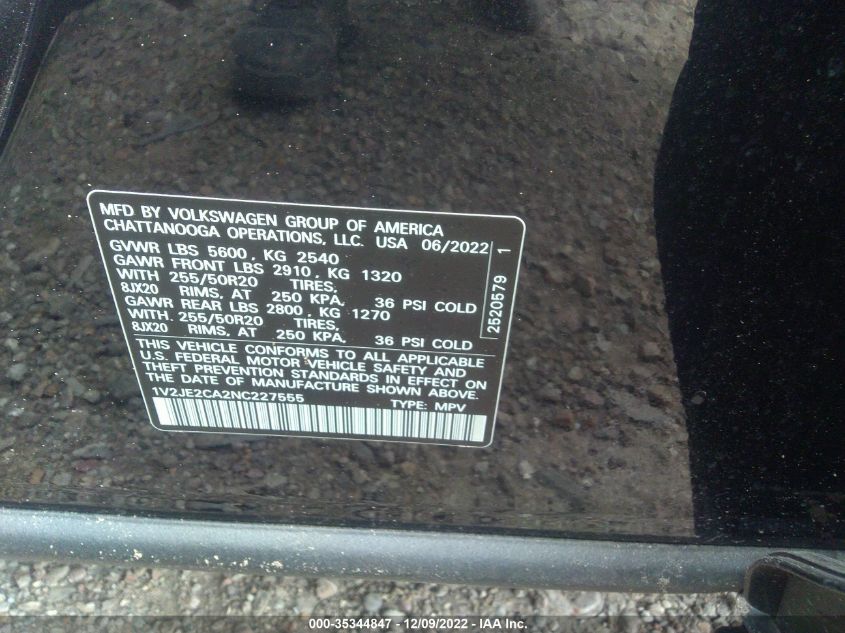 MFD BY VOLKSWAGEN GROUP OF AMERICA
CHATTANOOGA OPERATIONS, LLC. USA 06/2022
GVWR LBS 5600 , KG 2540
GAWR FRONT LBS 2910 , KG 1320
WITH 255/50R20 TIRES,
8JX20 RIMS, AT 250 KPA, 36 PSI COLD
GAWR REAR LBS 2800 , KG 1270
WITH. 255/50R20 TIRES,
8JX20 RIMS, AT 250 KPA, 36 PSI COLD
2520579 1
THIS VEHICLE CONFORMS TO ALL APPLICABLE
U.S. FEDERAL MOTOR VEHICLE SAFETY AND
THEFT PREVENTION STANDARDS IN EFFECT ON
THE DATE OF MANUFACTURE SHOWN ABOVE.
1V2JE2CA2NC227555 TYPE: MPV
000-35344847 - 12/09/2022 - IAA Inc.